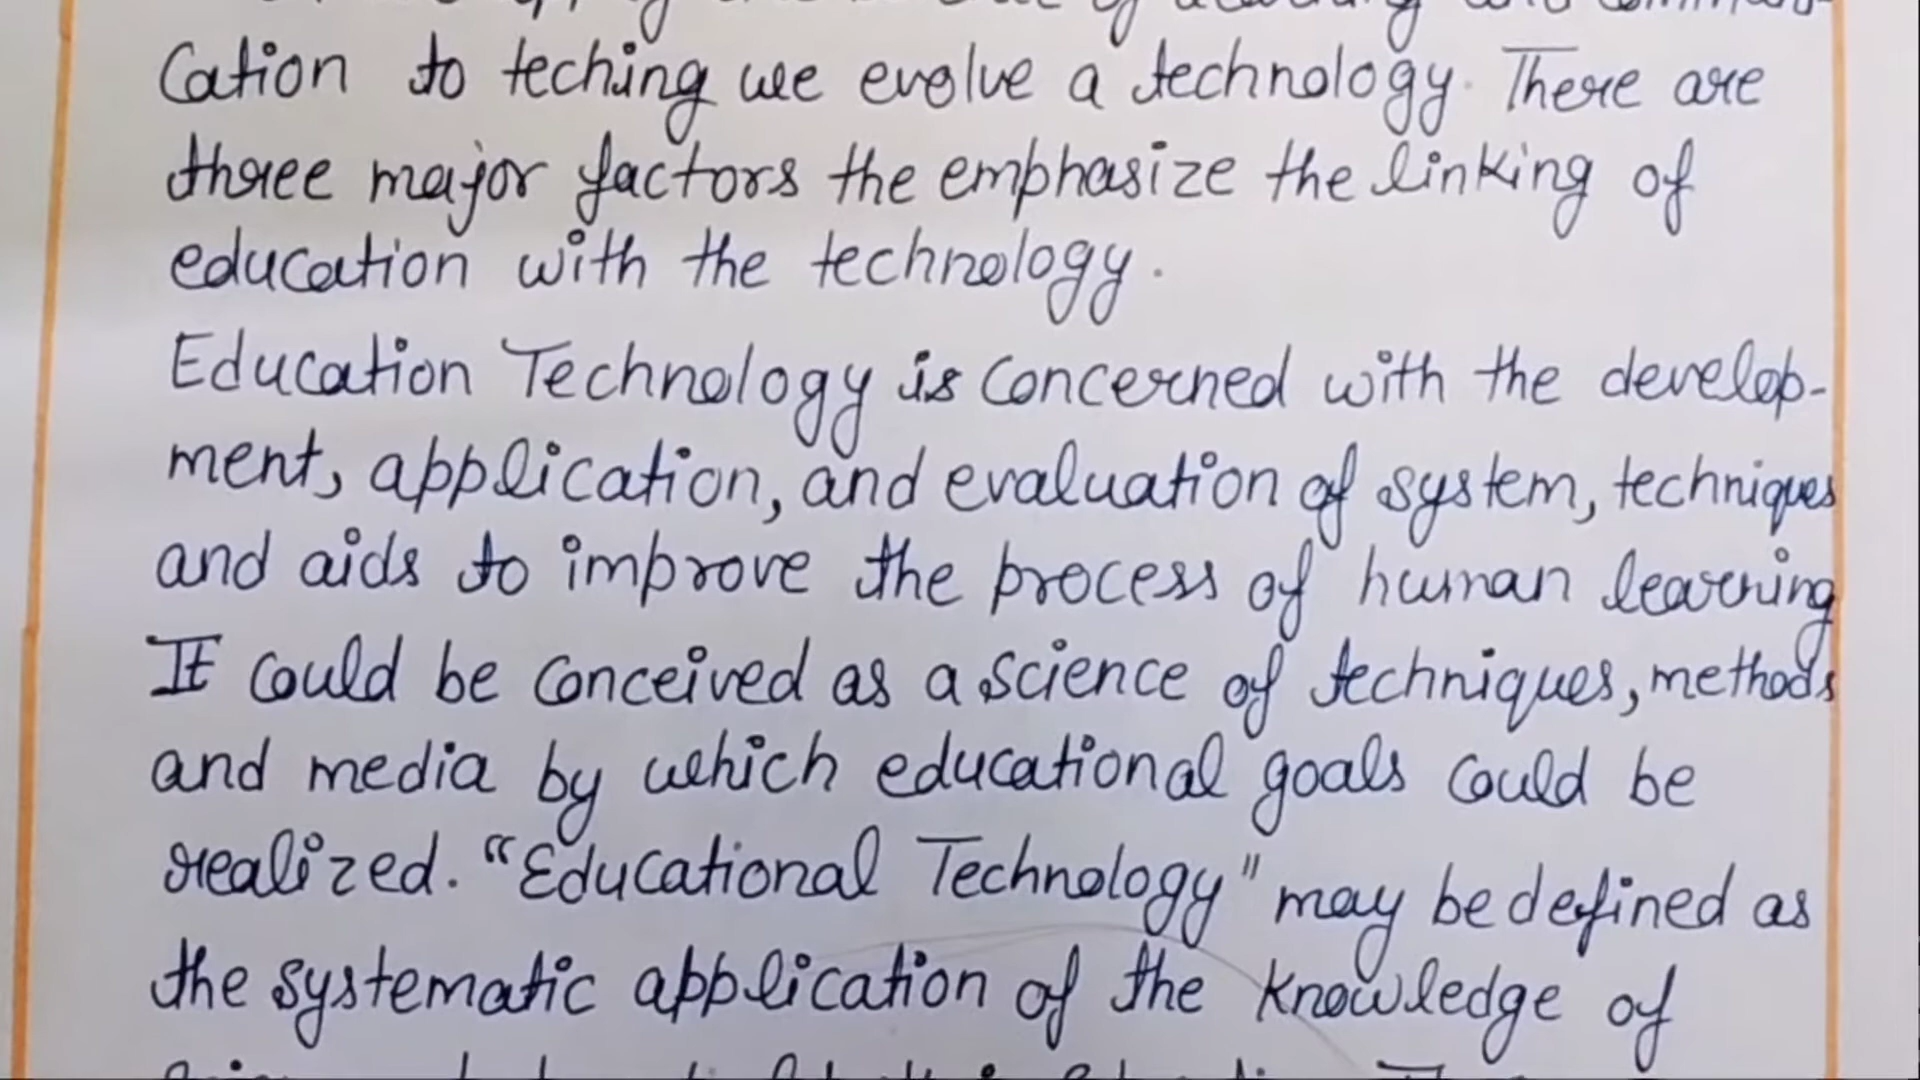 cation to teching we evolve a technology. There are
three major factors the emphasize the linking of
education with the technology.
Education Technology is concerned with the develop-
ment, application, and evaluation of system, techniques
and aids to improve the process of human learning
It could be conceived as a science of techniques, methods
and media by which educational goals could be
realized. "Educational Technology" may be defined as
the systematic application of the knowledge of